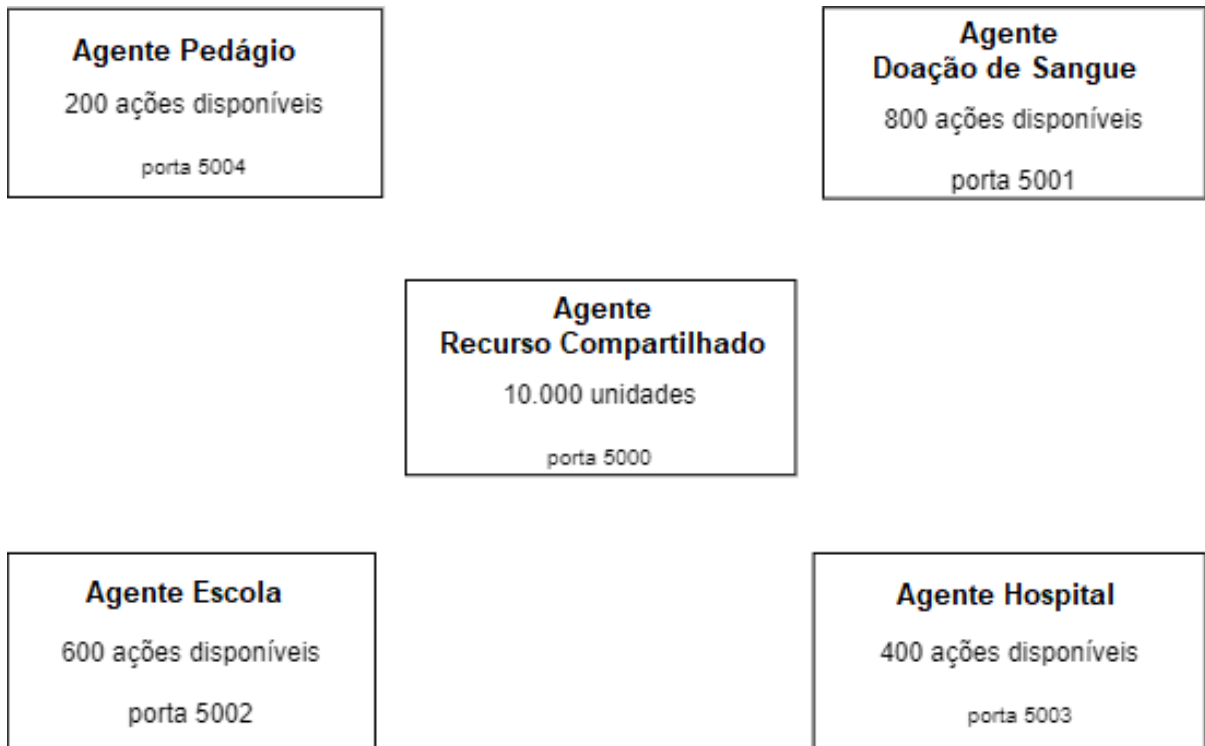 Agente Pedágio
200 ações disponíveis
porta 5004
Agente
Doação de Sangue
800 ações disponíveis
porta 5001
Agente
Recurso Compartilhado
10.000 unidades
porta 5000
Agente Escola
600 ações disponíveis
porta 5002
Agente Hospital
400 ações disponíveis
porta 5003